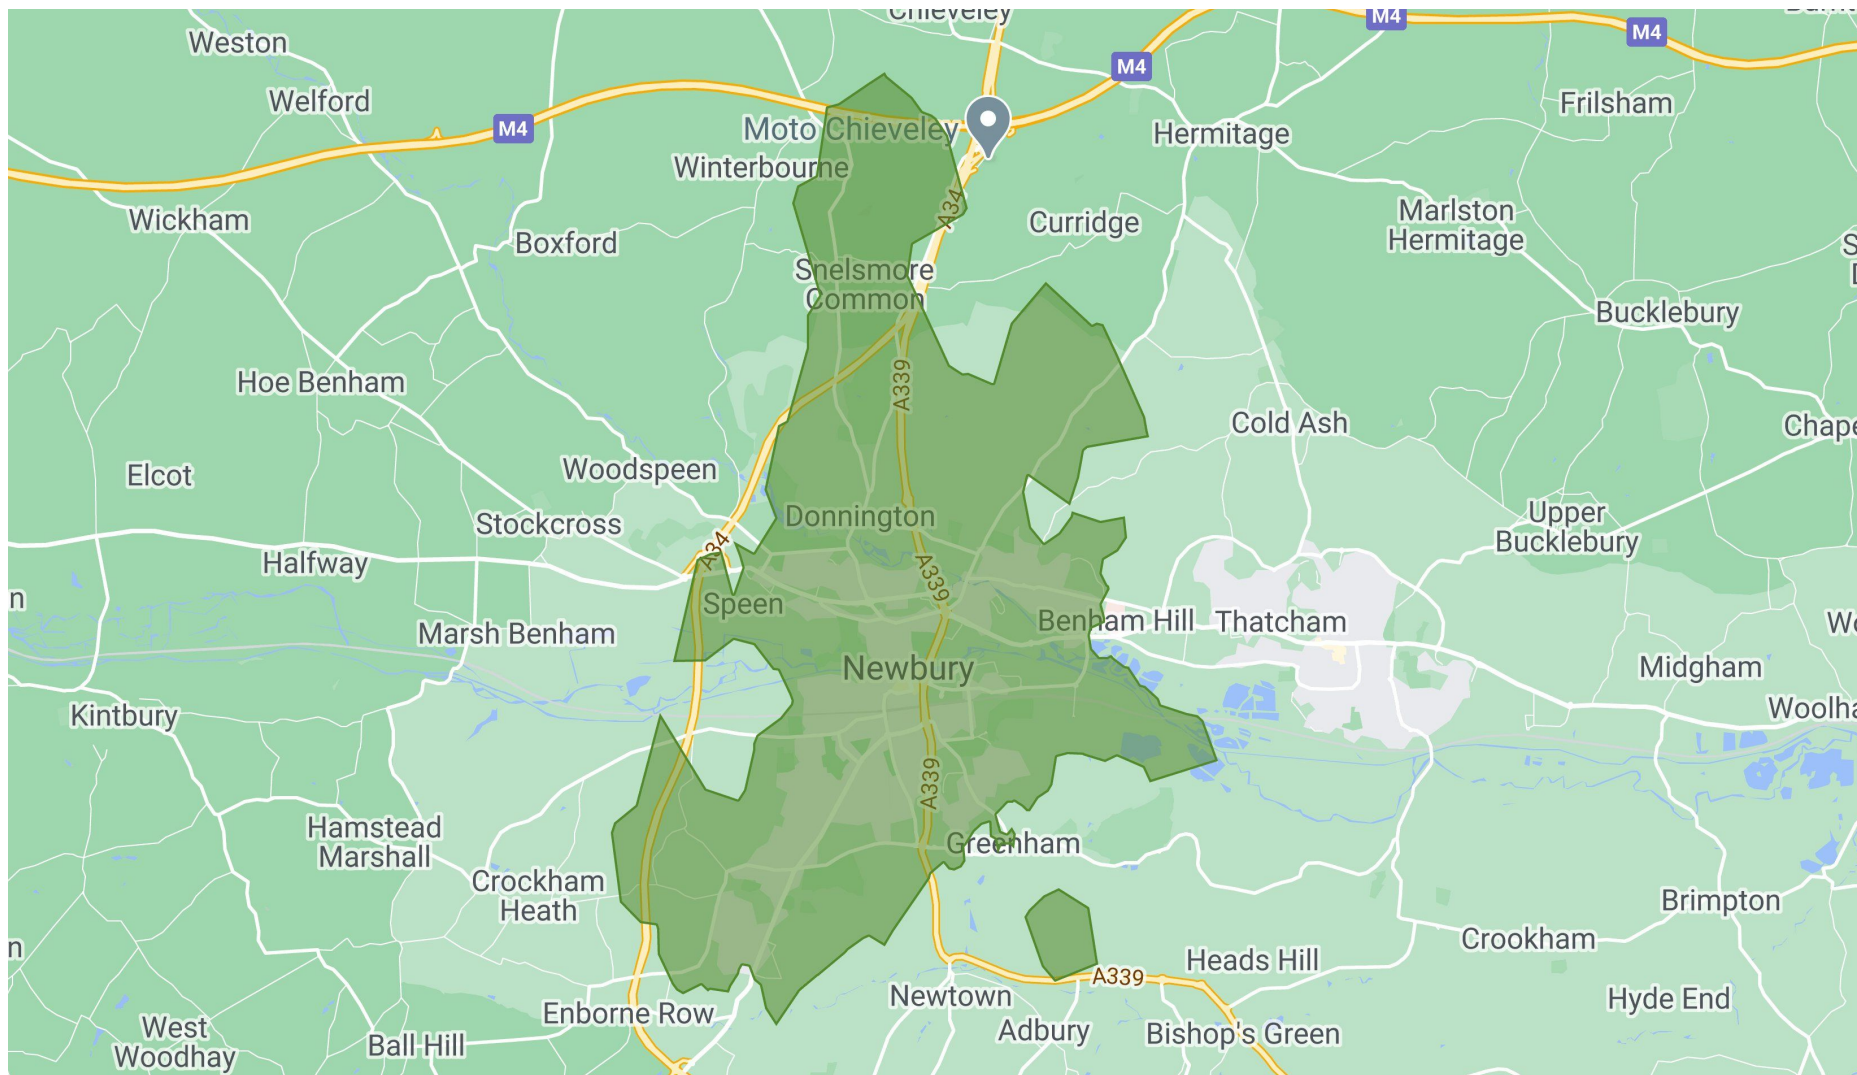 Chieveley
M4
M4
Weston
M4
Welford
Frilsham
M4
Moto Chieveley
Hermitage
Winterbourne
A34
Wickham
Curridge
Marlston
Hermitage
Boxford
Snelsmore
Common
Bucklebury
Hoe Benham
A339
Cold Ash
Chape
Woodspeen
Elcot
Donnington
Stockcross
Upper
Bucklebury
A34
Halfway
A339
n
Speen
Benham Hill
Thatcham
Marsh Benham
Newbury
Midgham
Kintbury
Woolha
A339
Hamstead
Marshall
Greenham
Crockham
Heath
Brimpton
Crookham
n
Heads Hill
A339
Newtown
Hyde End
Enborne Row
West
Woodhay
Adbury
Bishop's Green
Ball Hill